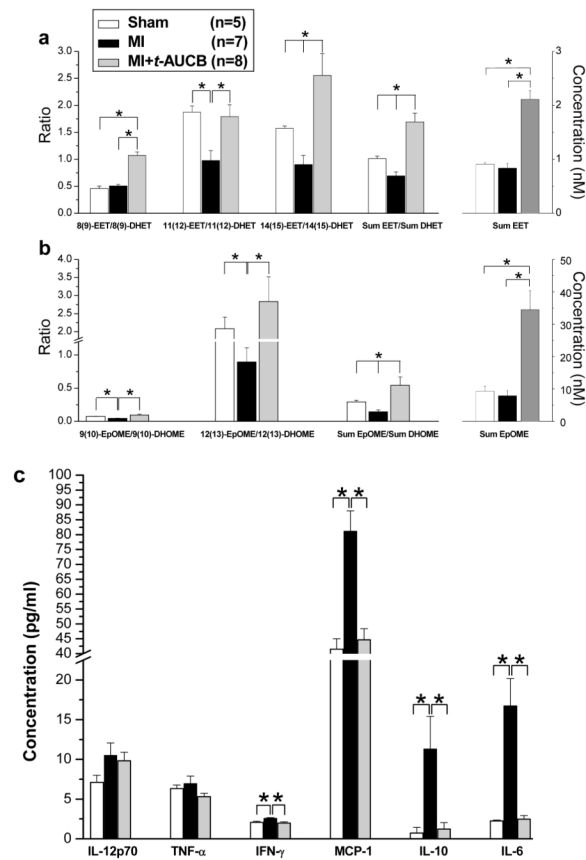 Sham (n=5)
MI (n=7)
MI+t-AUCB (n=8)
a
3.0
2.5
2.0
1.5
1.0
0.5
0.0
Ratio
* * * * * * * *
8(9)-EET/8(9)-DHET 11(12)-EET/11(12)-DHET 14(15)-EET/14(15)-DHET Sum EET/Sum DHET Sum EET
3
2
1
0
Concentration (nM)
b
4.0
3.5
3.0
2.5
2.0
1.0
0.5
0.0
Ratio
* * * * * * *
9(10)-EpOME/9(10)-DHOME 12(13)-EpOME/12(13)-DHOME Sum EpOME/Sum DHOME Sum EpOME
50
40
30
20
10
0
Concentration (nM)
c
100
95
90
85
80
75
70
65
60
55
50
45
40
20
15
10
5
0
Concentration (pg/ml)
* * * * * * * *
IL-12p70 TNF-α IFN-γ MCP-1 IL-10 IL-6